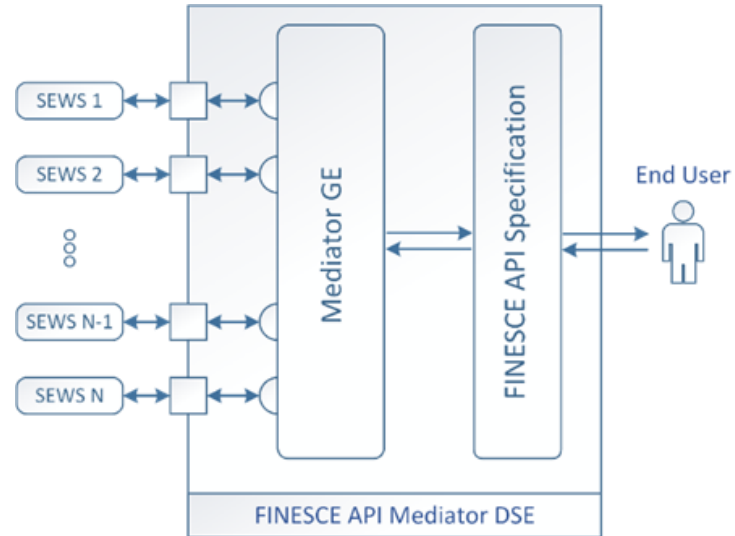 SEWS 1
SEWS 2
SEWS N-1
SEWS N
Mediator GE
FINESCE API Specification
End User
FINESCE API Mediator DSE